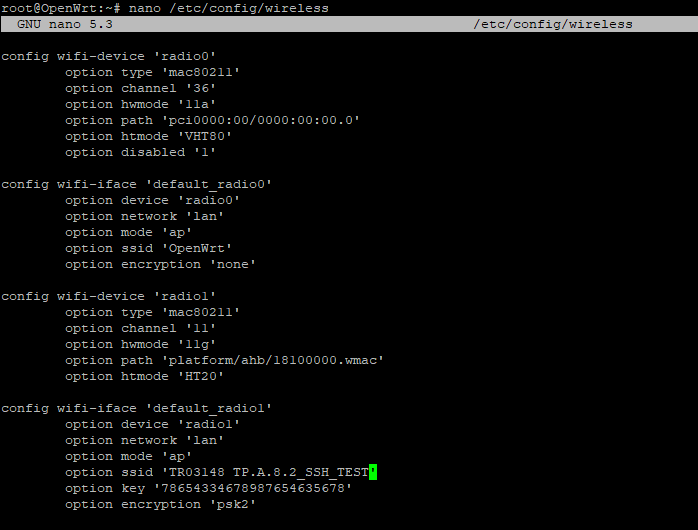 root@OpenWrt:~# nano /etc/config/wireless
GNU nano 5.3 /etc/config/wireless
config wifi-device 'radio0'
option type 'mac80211'
option channel '36'
option hwmode '11a'
option path 'pci0000:00/0000:00:00.0'
option htmode 'VHT80'
option disabled '1'
config wifi-iface 'default_radio0'
option device 'radio0'
option network 'lan'
option mode 'ap'
option ssid 'OpenWrt'
option encryption 'none'
config wifi-device 'radio1'
option type 'mac80211'
option channel '11'
option hwmode '11g'
option path 'platform/ahb/18100000.wmac'
option htmode 'HT20'
config wifi-iface 'default_radio1'
option device 'radio1'
option network 'lan'
option mode 'ap'
option ssid 'TR03148 TP.A.8.2_SSH_TEST'
option key '78654334678987654635678'
option encryption 'psk2'